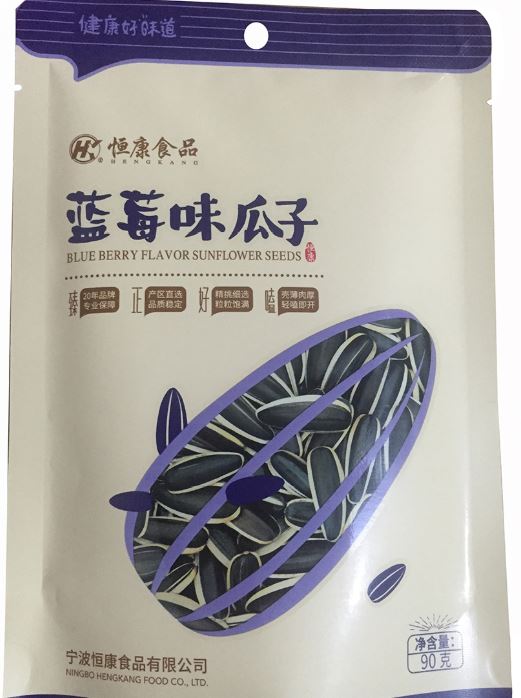 健康好味道
恒康食品
HENGKANG
蓝莓味瓜子
BLUE BERRY FLAVOR SUNFLOWER SEEDS
臻 20年品牌
专业保障
正 产区直选
品质稳定
好 精挑细选
粒粒饱满
嗑 壳薄肉厚
轻嗑即开
净含量:
90克
宁波恒康食品有限公司
NINGBO HENGKANG FOOD CO., LTD.